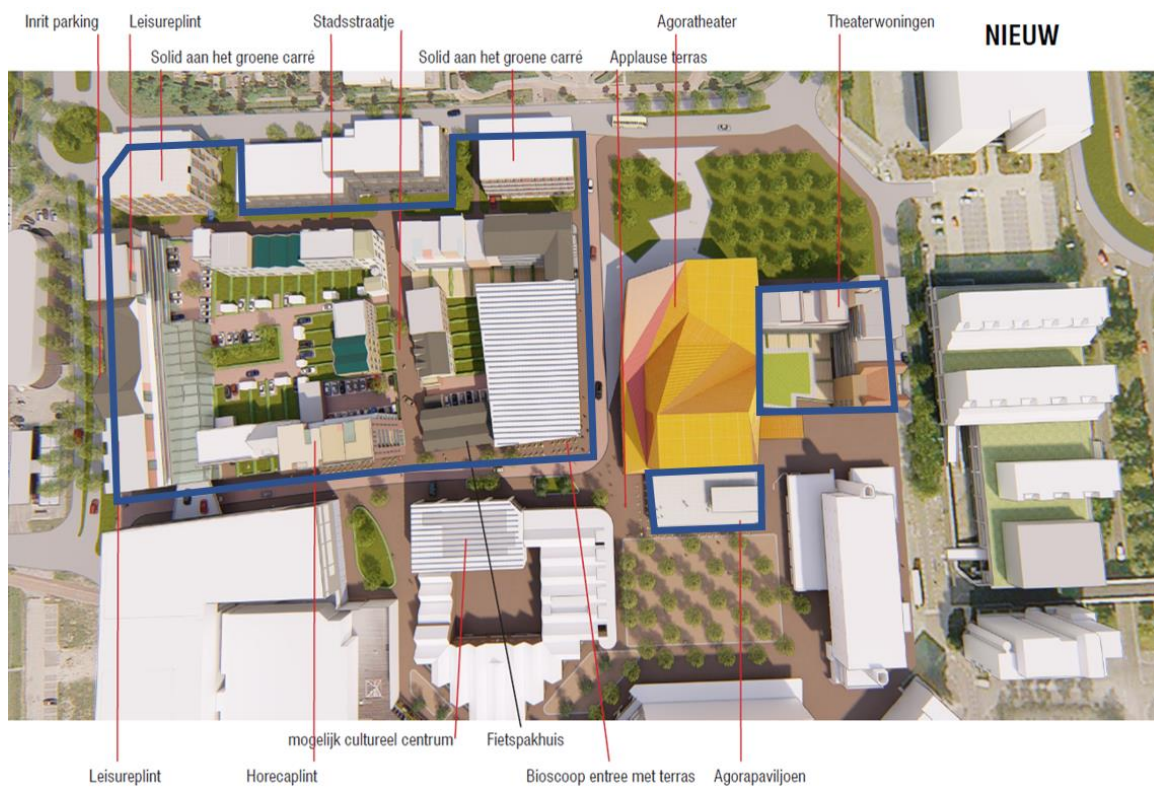 Inrit parking
Leisureplint
Stadsstraatje
Agoratheater
Theaterwoningen
NIEUW
Solid aan het groene carré
Solid aan het groene carré
Applause terras
mogelijk cultureel centrum
Fietspakhuis
Leisureplint
Horecaplint
Bioscoop entree met terras
Agorapaviljoen